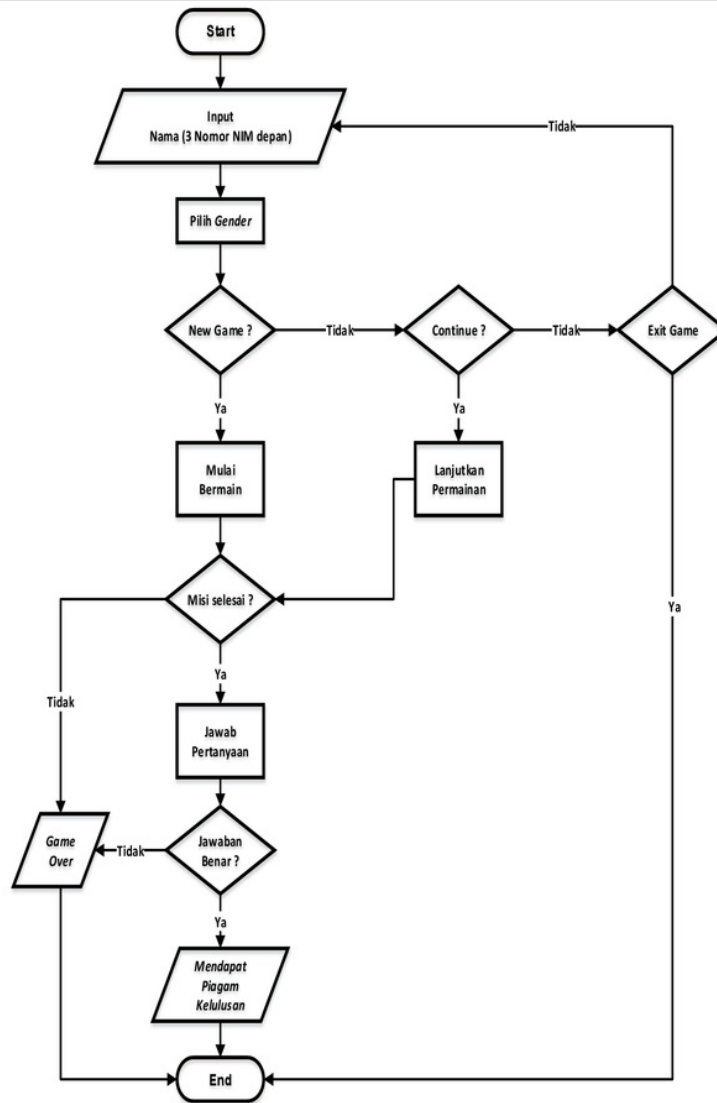 Start
Input
Nama (3 Nomor NIM depan)
Tidak
Pilih Gender
New Game ?
Tidak
Continue ?
Tidak
Exit Game
Ya
Ya
Mulai
Bermain
Lanjutkan
Permainan
Misi selesai ?
Ya
Ya
Tidak
Jawab
Pertanyaan
Game
Over
Tidak
Jawaban
Benar ?
Ya
Mendapat
Piagam
Kelulusan
End